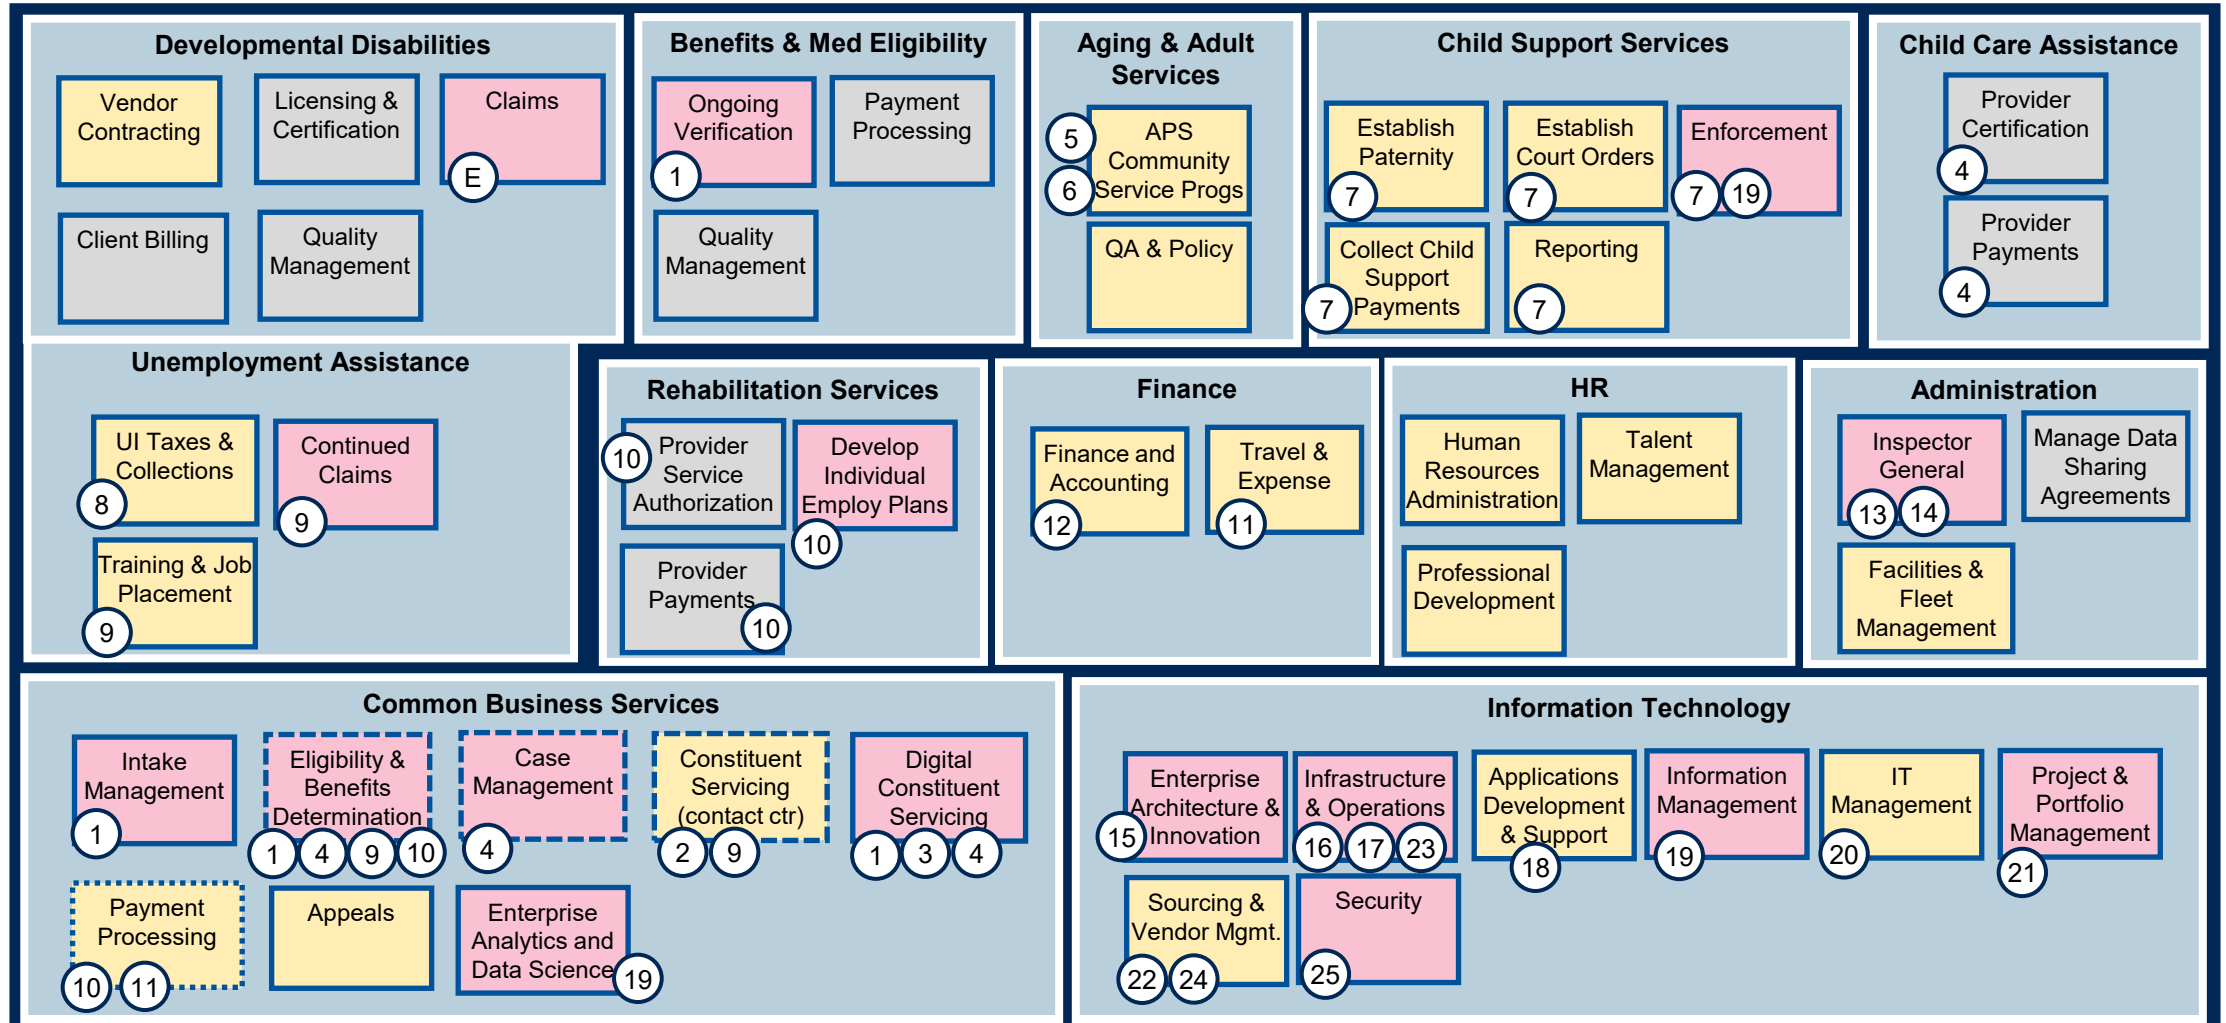 Developmental Disabilities
Vendor
Contracting
Licensing &
Certification
Claims
E
Client Billing
Quality
Management
Benefits & Med Eligibility
Ongoing
Verification
1
Payment
Processing
Quality
Management
Aging & Adult
Services
5
6
APS
Community
Service Progs
QA & Policy
Child Support Services
Establish
Paternity
7
Establish
Court Orders
7
Enforcement
7
19
Collect Child
Support
Payments
7
Reporting
7
Child Care Assistance
Provider
Certification
4
Provider
Payments
4
Unemployment Assistance
UI Taxes &
Collections
8
Continued
Claims
9
Training & Job
Placement
9
Rehabilitation Services
10
Provider
Service
Authorization
Develop
Individual
Employ Plans
10
Provider
Payments
10
Finance
Finance and
Accounting
12
Travel &
Expense
11
HR
Human
Resources
Administration
Talent
Management
Professional
Development
Administration
Inspector
General
13
14
Manage Data
Sharing
Agreements
Facilities &
Fleet
Management
Common Business Services
Intake
Management
1
Eligibility &
Benefits
Determination
1
4
9
10
Case
Management
4
Constituent
Servicing
(contact ctr)
2
9
Digital
Constituent
Servicing
1
3
4
Payment
Processing
10
11
Appeals
Enterprise
Analytics and
Data Science
19
Information Technology
Enterprise
Architecture &
Innovation
15
Infrastructure
& Operations
16
17
23
Applications
Development
& Support
18
Information
Management
19
IT
Management
20
Project &
Portfolio
Management
21
Sourcing &
Vendor Mgmt.
22
24
Security
25